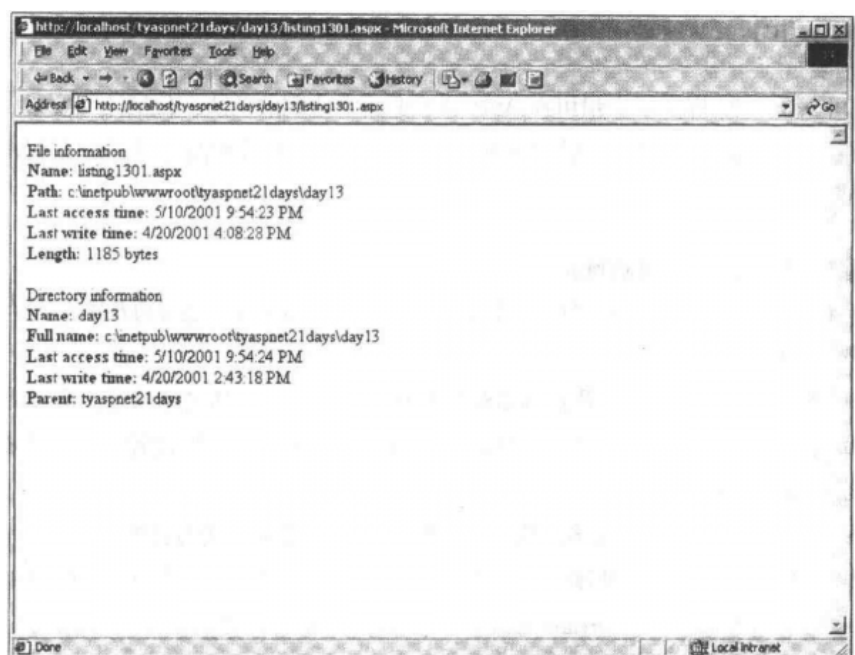 http://localhost/tyaspnet21days/day13/listing1301.aspx - Microsoft Internet Explorer
File Edit View Favorites Tools Help
Back Search Favorites History
Address http://localhost/tyaspnet21days/day13/listing1301.aspx Go
File information
Name: listing1301.aspx
Path: c:\inetpub\wwwroot\tyaspnet21days\day13
Last access time: 5/10/2001 9:54:23 PM
Last write time: 4/20/2001 4:08:28 PM
Length: 1185 bytes
Directory information
Name: day13
Full name: c:\inetpub\wwwroot\tyaspnet21days\day13
Last access time: 5/10/2001 9:54:24 PM
Last write time: 4/20/2001 2:43:18 PM
Parent: tyaspnet21days
Done Local intranet